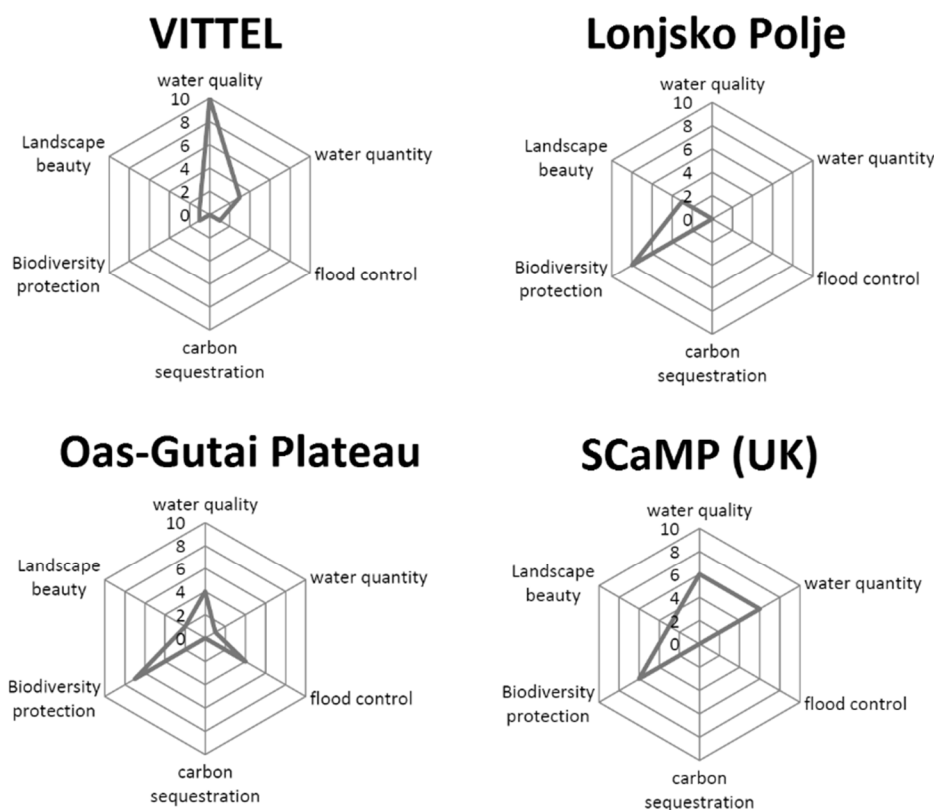 VITTEL
water quality
10
8
6
4
2
0
water quantity
flood control
carbon
sequestration
Biodiversity
protection
Landscape
beauty
Lonjsko Polje
water quality
10
8
6
4
2
0
water quantity
flood control
carbon
sequestration
Biodiversity
protection
Landscape
beauty
Oas-Gutai Plateau
water quality
10
8
6
4
2
0
water quantity
flood control
carbon
sequestration
Biodiversity
protection
Landscape
beauty
SCaMP (UK)
water quality
10
8
6
4
2
0
water quantity
flood control
carbon
sequestration
Biodiversity
protection
Landscape
beauty